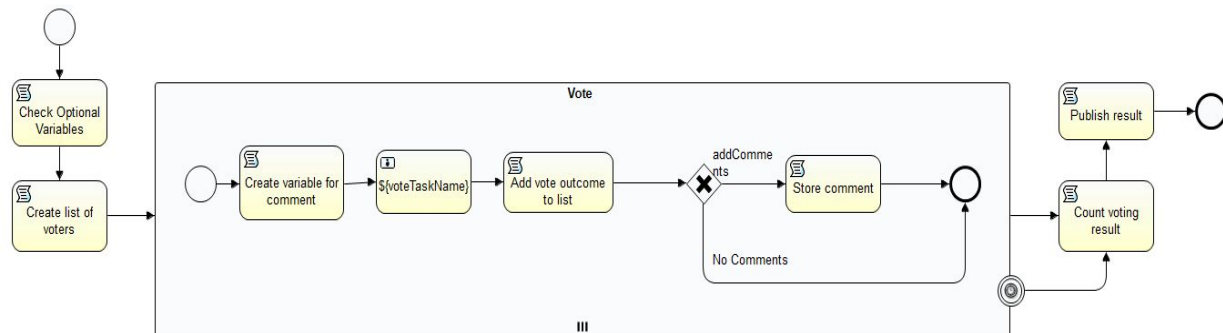 Check Optional
Variables
Create list of
voters
Vote
Create variable for
comment
${voteTaskName}
Add vote outcome
to list
addComme
nts
Store comment
No Comments
Publish result
Count voting
result